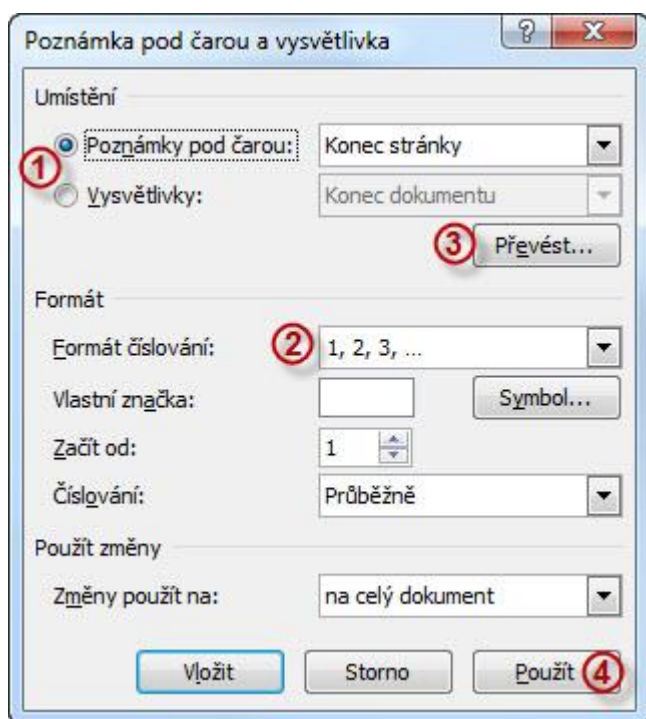 Poznámka pod čarou a vysvětlivka
?
Umístění
1
Poznámky pod čarou: Konec stránky
Vysvětlivky: Konec dokumentu
3 Převést...
Formát
Formát číslování: 2 1, 2, 3, ...
Vlastní značka: Symbol...
Začít od: 1
Číslování: Průběžně
Použít změny
Změny použít na: na celý dokument
Vložit Storno Použít 4